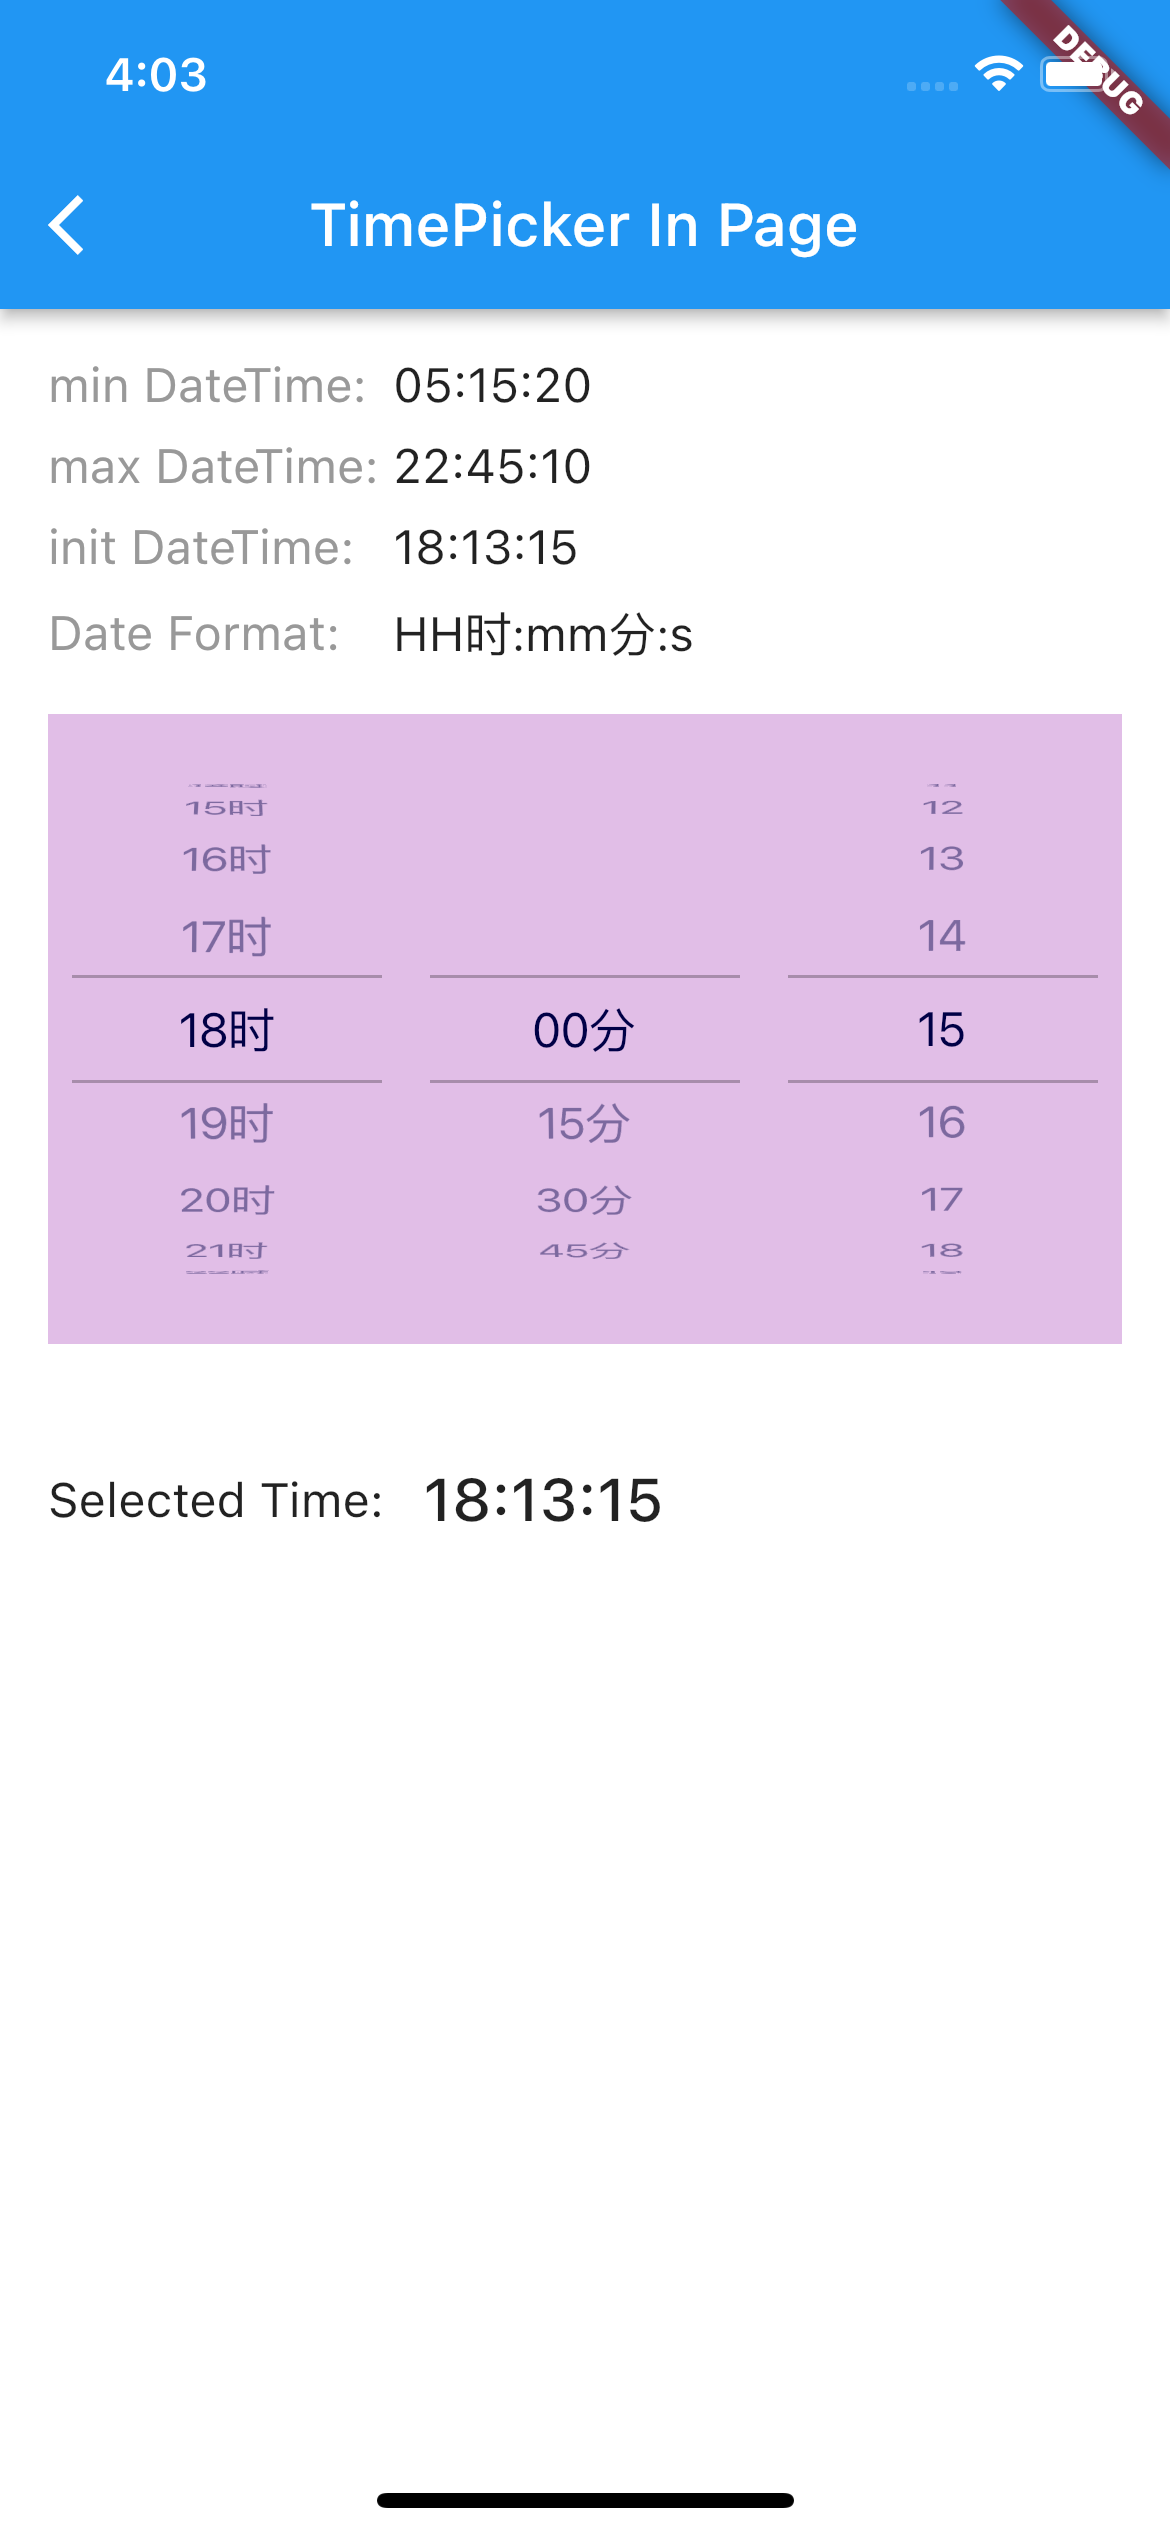 4:03
DEBUG
TimePicker In Page
min DateTime: 05:15:20
max DateTime: 22:45:10
init DateTime: 18:13:15
Date Format: HH时:mm分:s
15时 12
16时 13
17时 14
18时 00分 15
19时 15分 16
20时 30分 17
21时 45分 18
Selected Time: 18:13:15